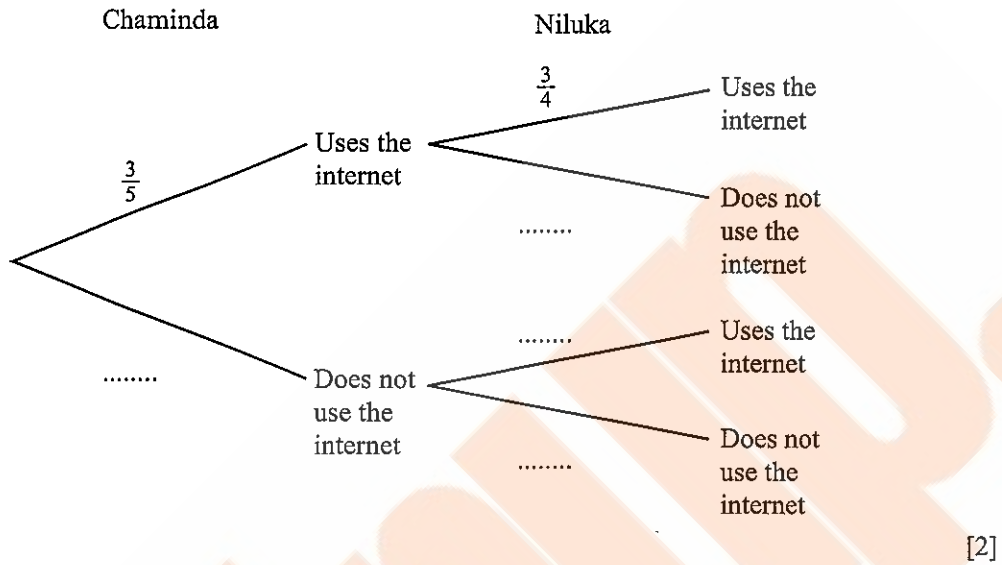 Chaminda
Niluka
3/5
........
Uses the
internet
Does not
use the
internet
3/4
........
........
........
Uses the
internet
Does not
use the
internet
Uses the
internet
Does not
use the
internet
[2]